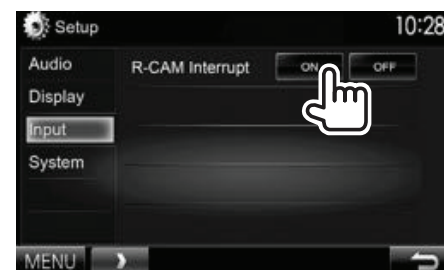 Setup 10:28
Audio
R-CAM Interrupt ON OFF
Display
Input
System
MENU